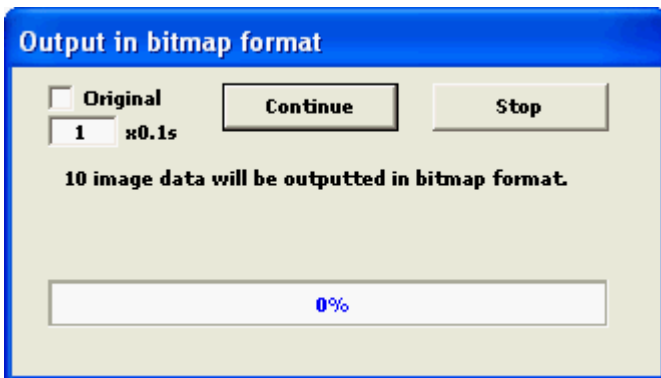 Output in bitmap format
Original
Continue
Stop
1 x0.1s
10 image data will be outputted in bitmap format.
0%